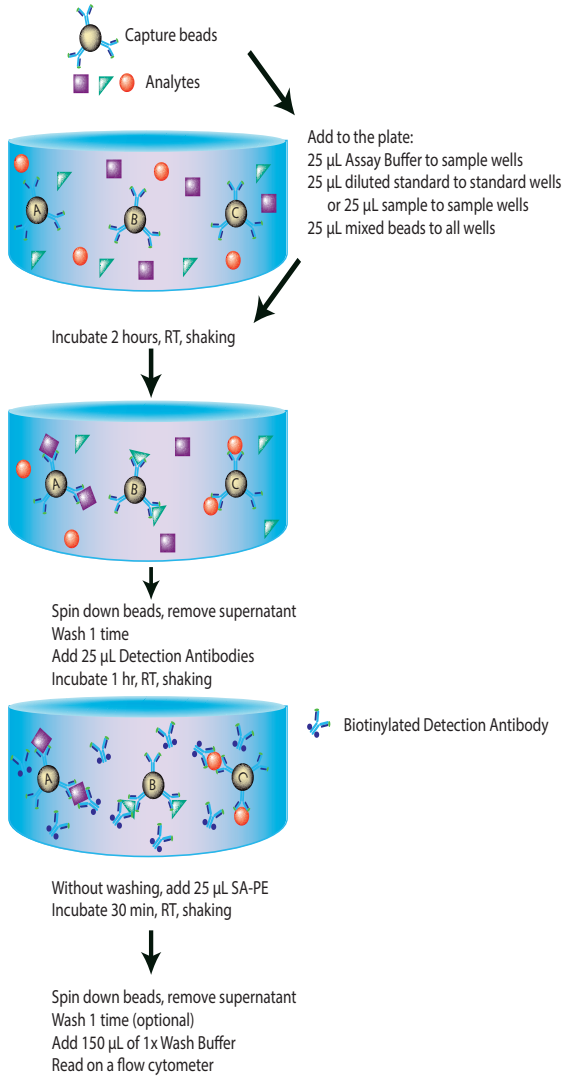 Capture beads
Analytes
Add to the plate:
25 µL Assay Buffer to sample wells
25 µL diluted standard to standard wells
or 25 µL sample to sample wells
25 µL mixed beads to all wells
A
B
C
Incubate 2 hours, RT, shaking
A
B
C
Spin down beads, remove supernatant
Wash 1 time
Add 25 µL Detection Antibodies
Incubate 1 hr, RT, shaking
Biotinylated Detection Antibody
A
B
C
Without washing, add 25 µL SA-PE
Incubate 30 min, RT, shaking
Spin down beads, remove supernatant
Wash 1 time (optional)
Add 150 µL of 1x Wash Buffer
Read on a flow cytometer